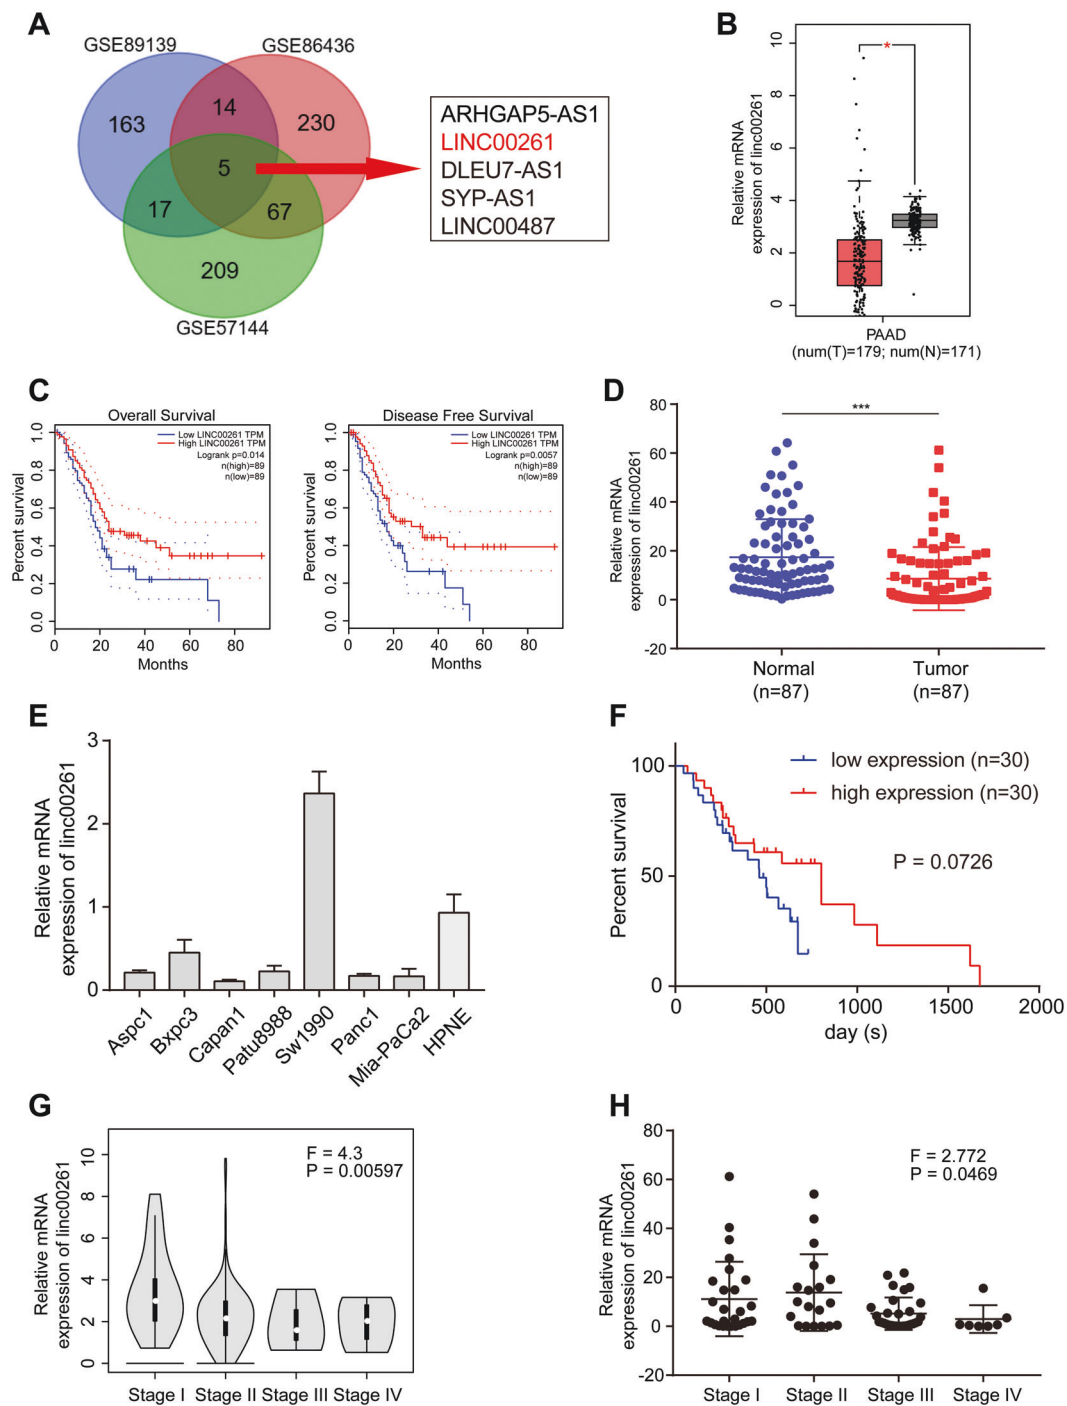 A
GSE89139
GSE86436
163
14
230
5
17
67
209
GSE57144
ARHGAP5-AS1
LINC00261
DLEU7-AS1
SYP-AS1
LINC00487
B
Relative mRNA
expression of linc00261
10
8
6
4
2
0
*
PAAD
(num(T)=179; num(N)=171)
C
Overall Survival
Percent survival
1.0
0.8
0.6
0.4
0.2
0.0
Low LINC00261 TPM
High LINC00261 TPM
Logrank p=0.014
n(high)=89
n(low)=89
0 20 40 60 80
Months
Disease Free Survival
Percent survival
1.0
0.8
0.6
0.4
0.2
0.0
Low LINC00261 TPM
High LINC00261 TPM
Logrank p=0.0057
n(high)=89
n(low)=89
0 20 40 60 80
Months
D
Relative mRNA
expression of linc00261
80
60
40
20
0
-20
***
Normal
(n=87)
Tumor
(n=87)
E
Relative mRNA
expression of linc00261
3
2
1
0
Aspc1
Bxpc3
Capan1
Patu8988
Sw1990
Panc1
Mia-PaCa2
HPNE
F
Percent survival
100
50
0
low expression (n=30)
high expression (n=30)
P = 0.0726
0 500 1000 1500 2000
day (s)
G
Relative mRNA
expression of linc00261
10
8
6
4
2
0
F = 4.3
P = 0.00597
Stage I Stage II Stage III Stage IV
H
Relative mRNA
expression of linc00261
80
60
40
20
0
-20
F = 2.772
P = 0.0469
Stage I Stage II Stage III Stage IV